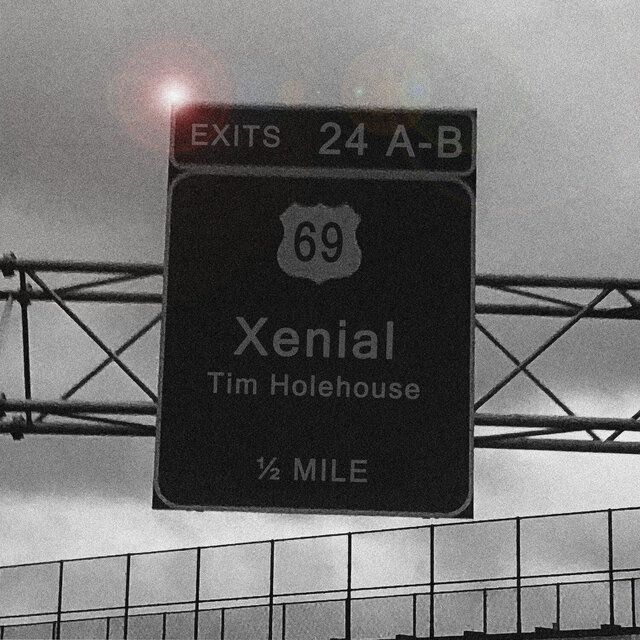 EXITS 24 A-B
69
Xenial
Tim Holehouse
½ MILE